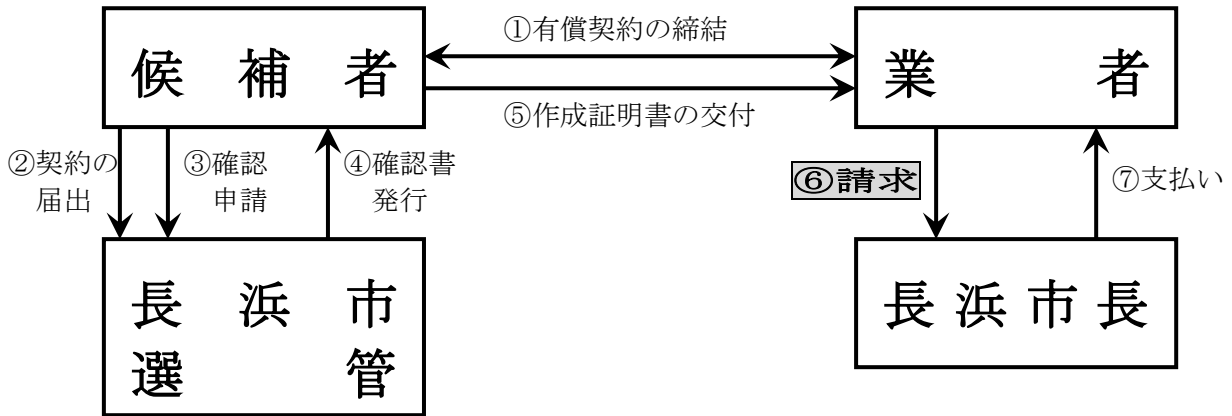 ①有償契約の締結
候補者
業者
⑤作成証明書の交付
②契約の
届出
③確認
申請
④確認書
発行
⑥請求
⑦支払い
長浜市
選管
長浜市長